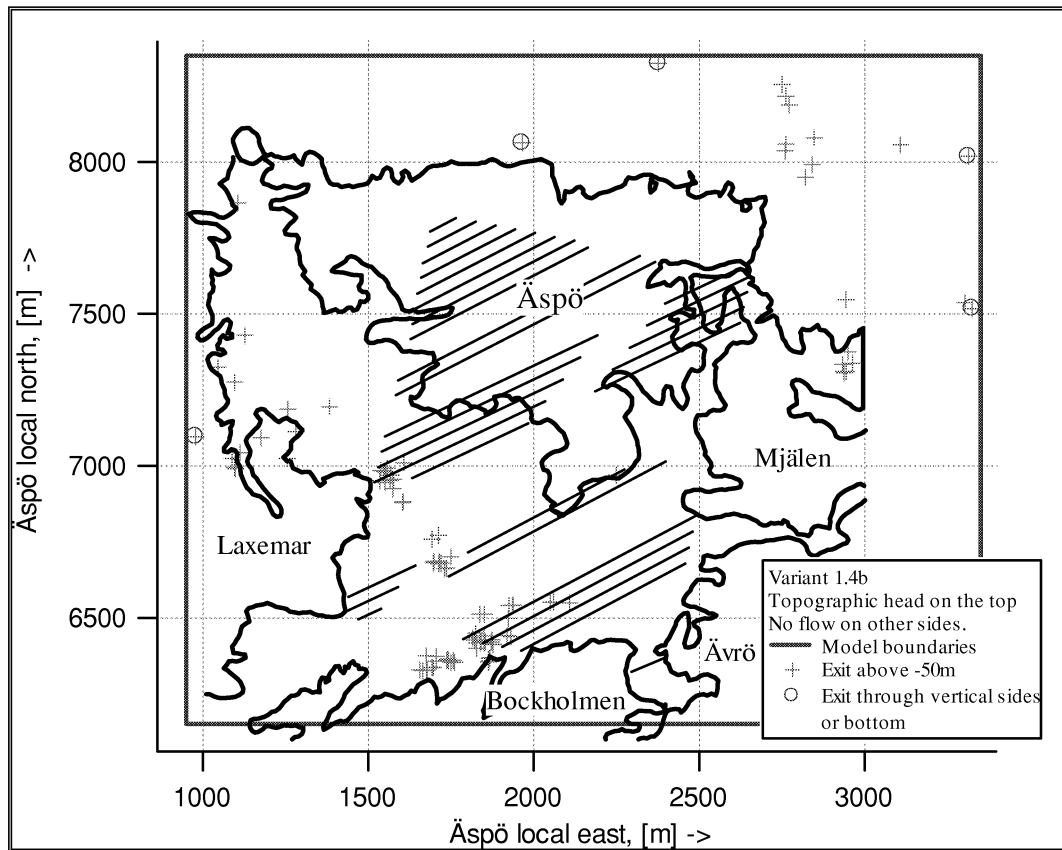 Äspö local north, [m] ->
8000
7500
7000
6500
Äspö
Mjälen
Laxemar
Ävrö
Bockholmen
Variant 1.4b
Topographic head on the top
No flow on other sides.
Model boundaries
Exit above -50m
Exit through vertical sides
or bottom
1000 1500 2000 2500 3000
Äspö local east, [m] ->